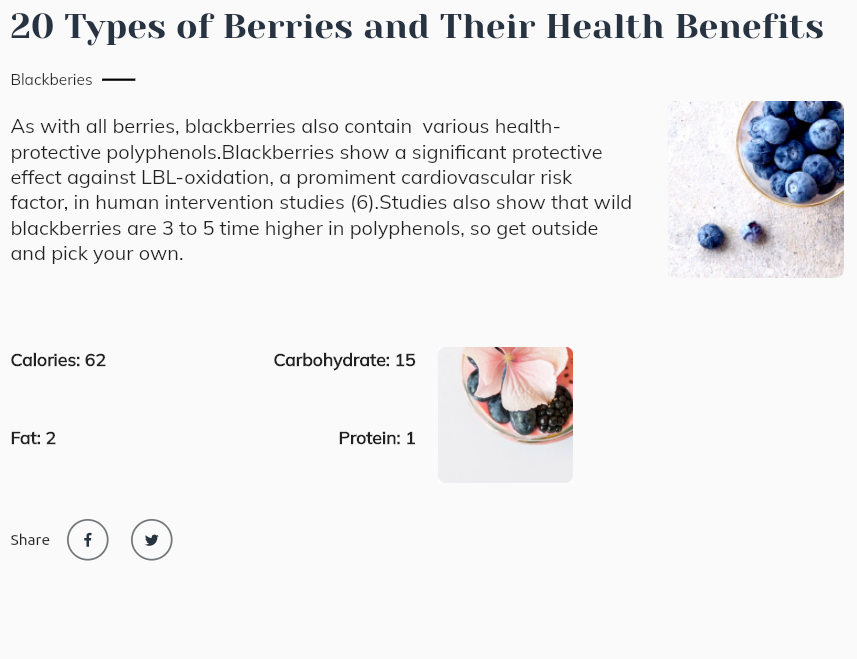 20 Types of Berries and Their Health Benefits
Blackberies
As with all berries, blackberries also contain  various health-
protective polyphenols.Blackberries show a significant protective
effect against LBL-oxidation, a promiment cardiovascular risk
factor, in human intervention studies (6).Studies also show that wild
blackberries are 3 to 5 time higher in polyphenols, so get outside
and pick your own.
Calories: 62
Carbohydrate: 15
Fat: 2
Protein: 1
Share